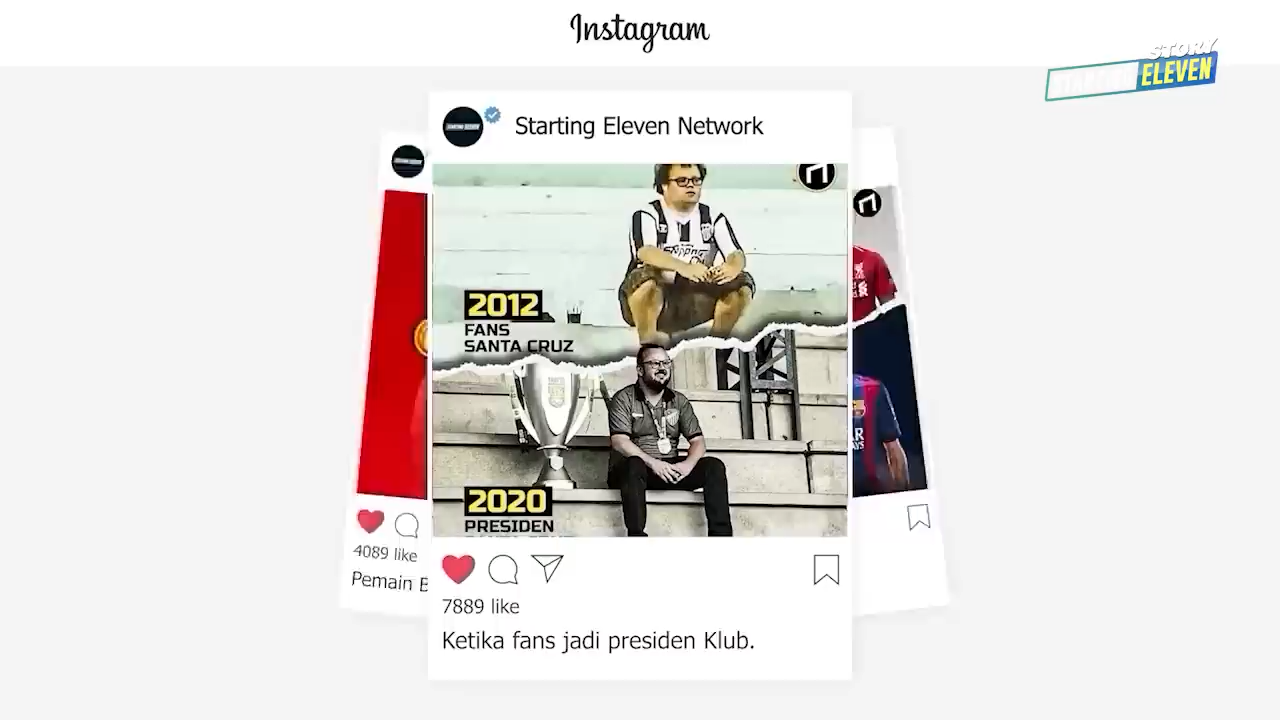 Instagram
STORY
STARTING ELEVEN
Starting Eleven Network
2012
FANS
SANTA CRUZ
2020
PRESIDEN
7889 like
Ketika fans jadi presiden Klub.
4089 like
Pemain B